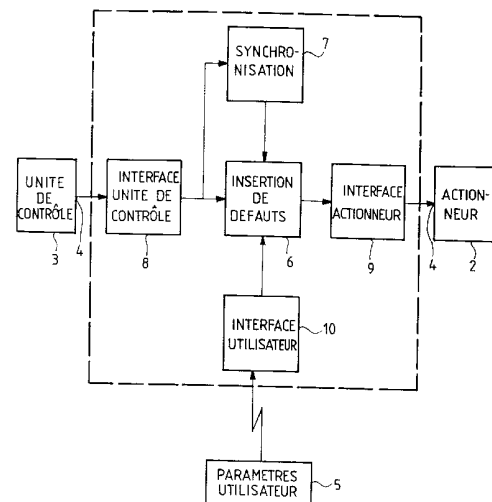 SYNCHRO-
NISATION
7
UNITE
DE
CONTRÔLE
3
4
INTERFACE
UNITE DE
CONTRÔLE
8
INSERTION
DE
DEFAUTS
6
INTERFACE
ACTIONNEUR
9
4
ACTION-
NEUR
2
INTERFACE
UTILISATEUR
10
PARAMETRES
UTILISATEUR
5